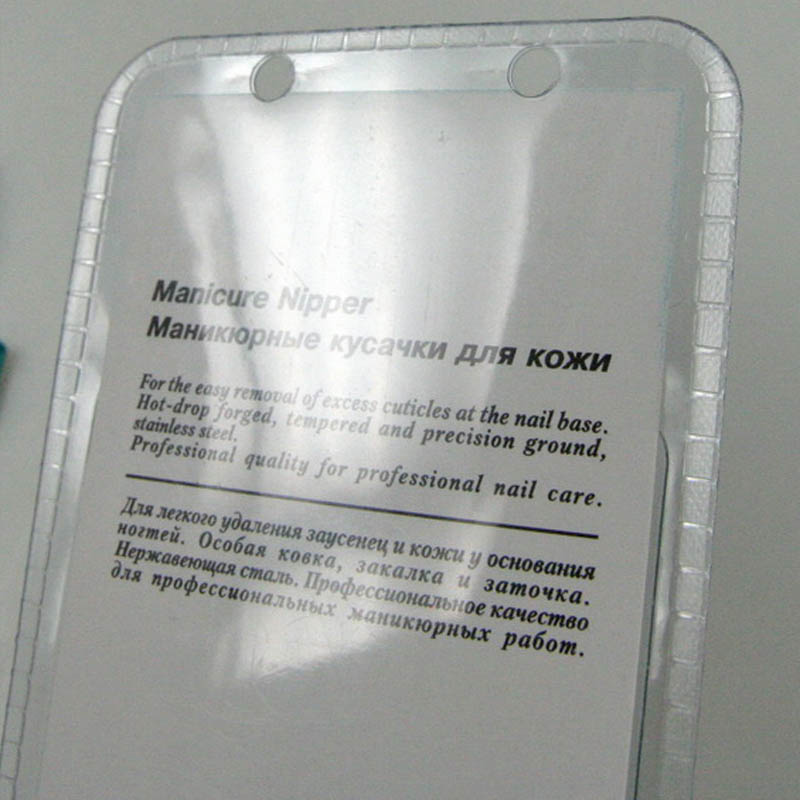 Manicure Nipper
Маникюрные кусачки для кожи
For the easy removal of excess cuticles at the nail base.
Hot-drop forged, tempered and precision ground,
stainless steel.
Professional quality for professional nail care.
Для легкого удаления заусенец и кожи у основания
ногтей. Особая ковка, закалка и заточка.
Нержавеющая сталь. Профессиональное качество
для профессиональных маникюрных работ.